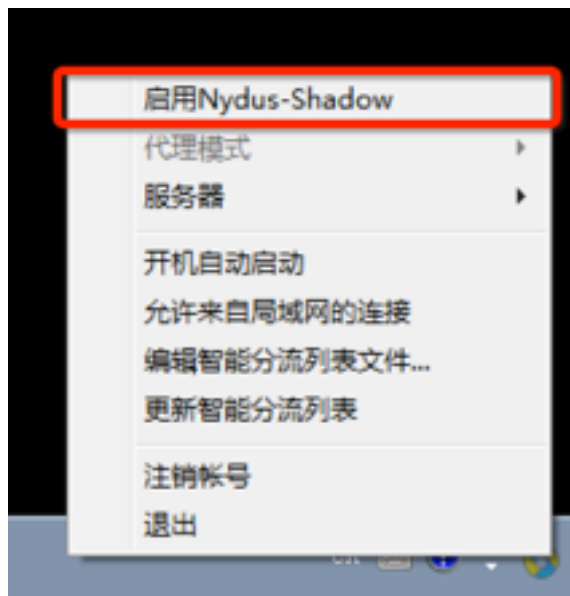 启用Nydus-Shadow
代理模式
服务器
开机自动启动
允许来自局域网的连接
编辑智能分流列表文件...
更新智能分流列表
注销帐号
退出